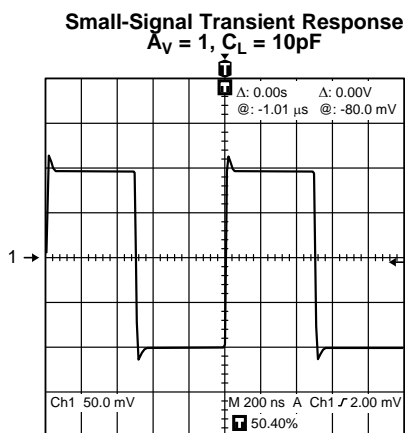 Small-Signal Transient Response
AV = 1, CL = 10pF
T
T
Δ: 0.00s Δ: 0.00V
@: -1.01 µs @: -80.0 mV
1
Ch1 50.0 mV M 200 ns A Ch1 2.00 mV
T 50.40%